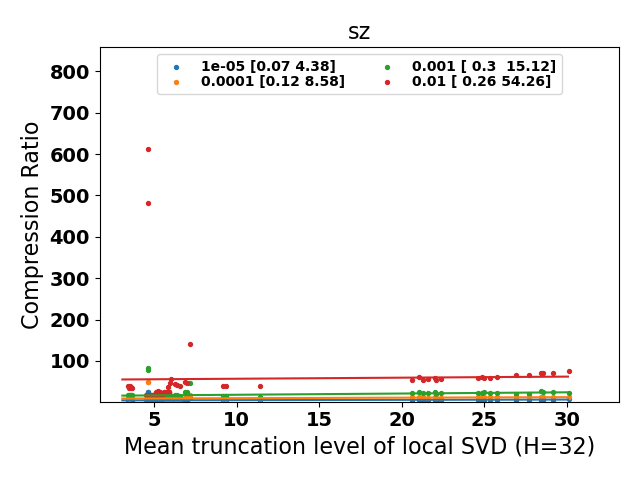 sz
1e-05 [0.07 4.38]
0.0001 [0.12 8.58]
0.001 [ 0.3  15.12]
0.01 [ 0.26 54.26]
Compression Ratio
800
700
600
500
400
300
200
100
5 10 15 20 25 30
Mean truncation level of local SVD (H=32)